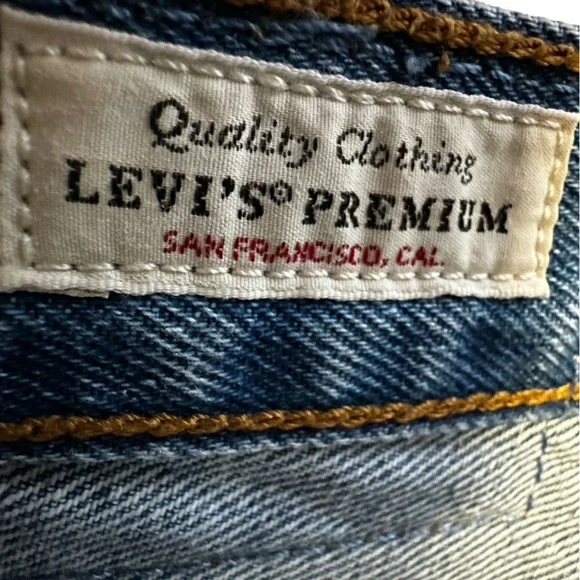 Quality Clothing
LEVI'S® PREMIUM
SAN FRANCISCO, CAL.